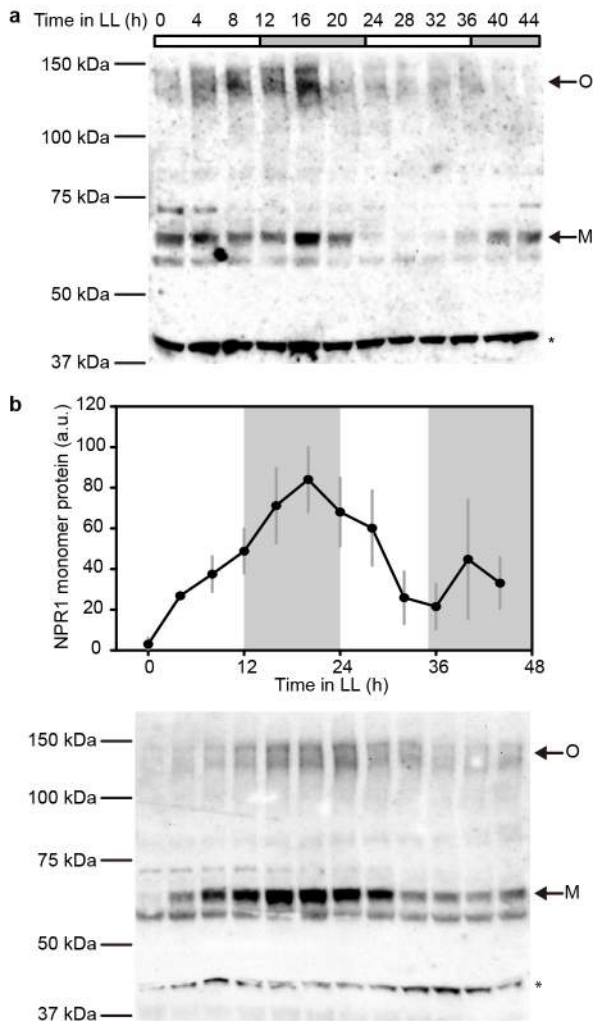 a
Time in LL (h) 0 4 8 12 16 20 24 28 32 36 40 44
150 kDa
O
100 kDa
75 kDa
M
50 kDa
*
37 kDa
b
NPR1 monomer protein (a.u.)
120
100
80
60
40
20
0
0 12 24 36 48
Time in LL (h)
150 kDa
O
100 kDa
75 kDa
M
50 kDa
*
37 kDa